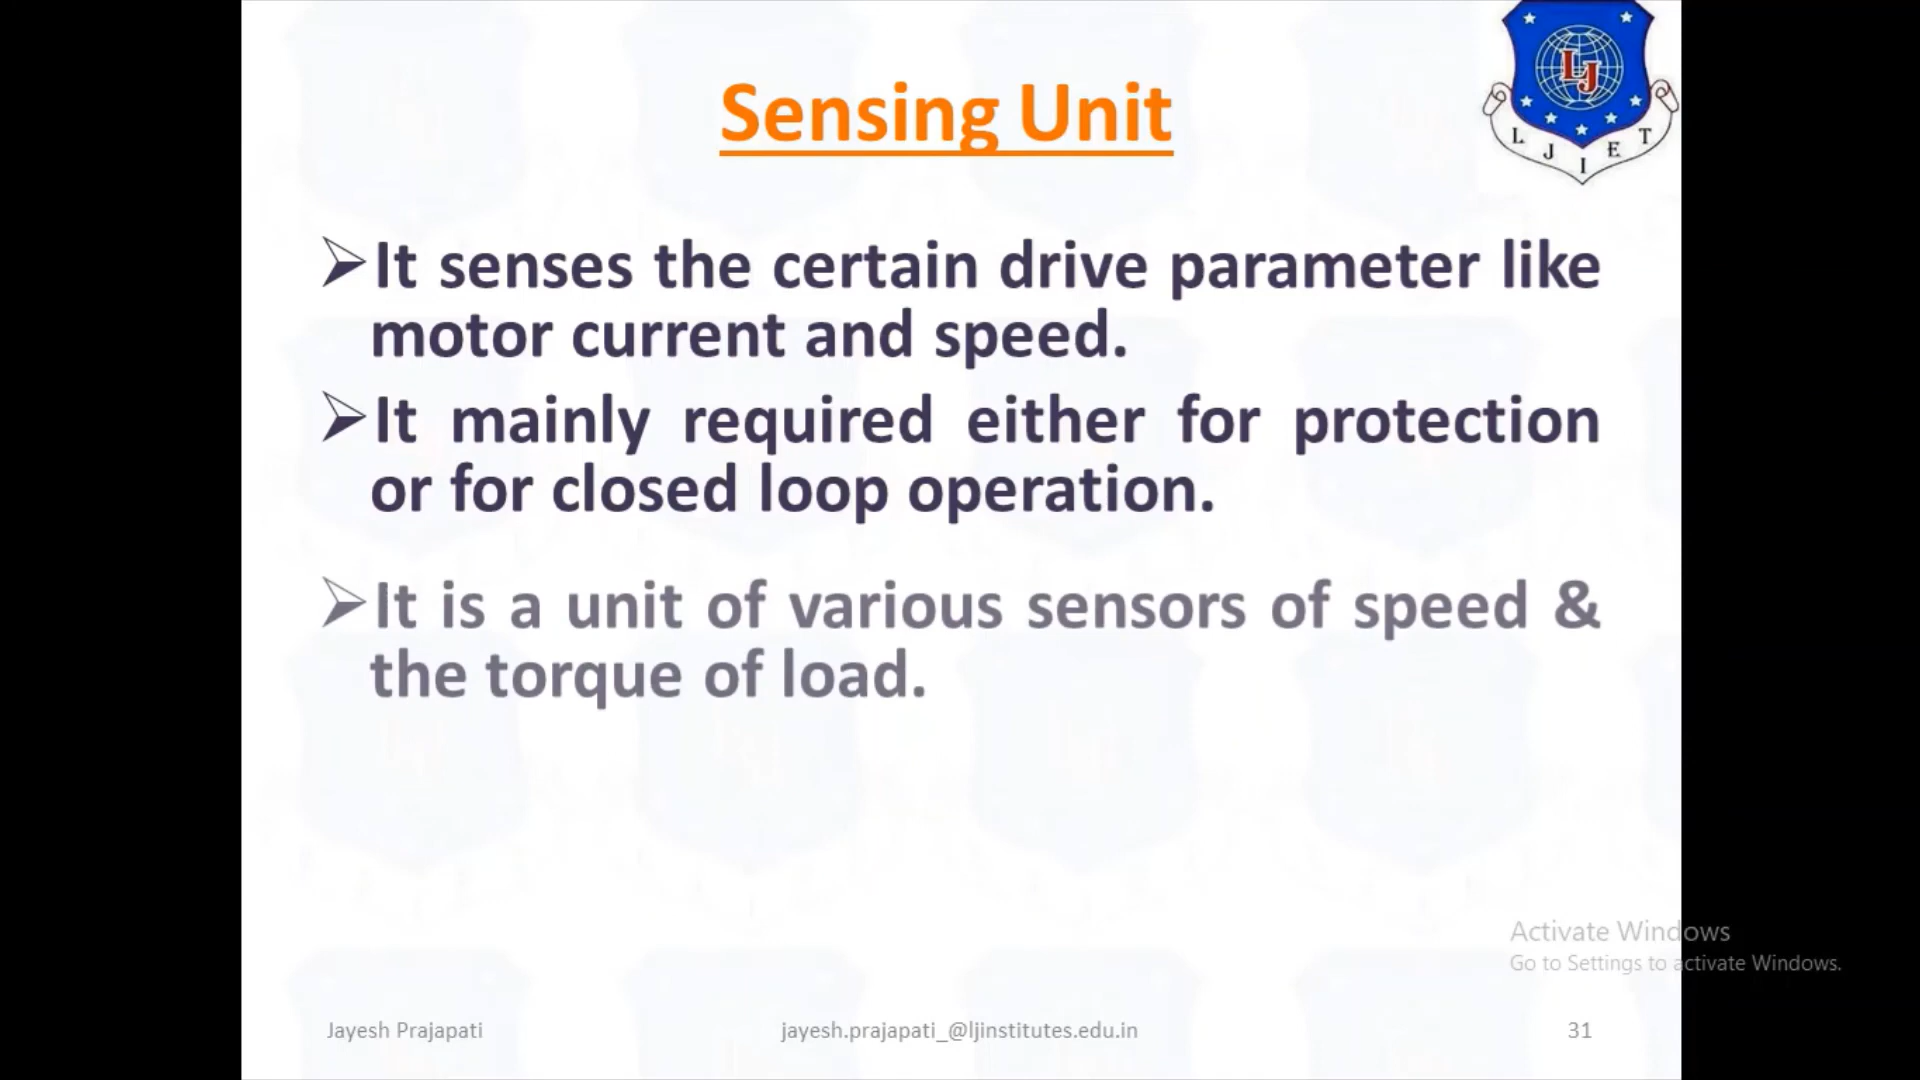 Sensing Unit
LJ
L J I E T
➢It senses the certain drive parameter like
motor current and speed.
➢It mainly required either for protection
or for closed loop operation.
➢It is a unit of various sensors of speed &
the torque of load.
Activate Windows
Go to Settings to activate Windows.
Jayesh Prajapati
jayesh.prajapati_@ljinstitutes.edu.in
31